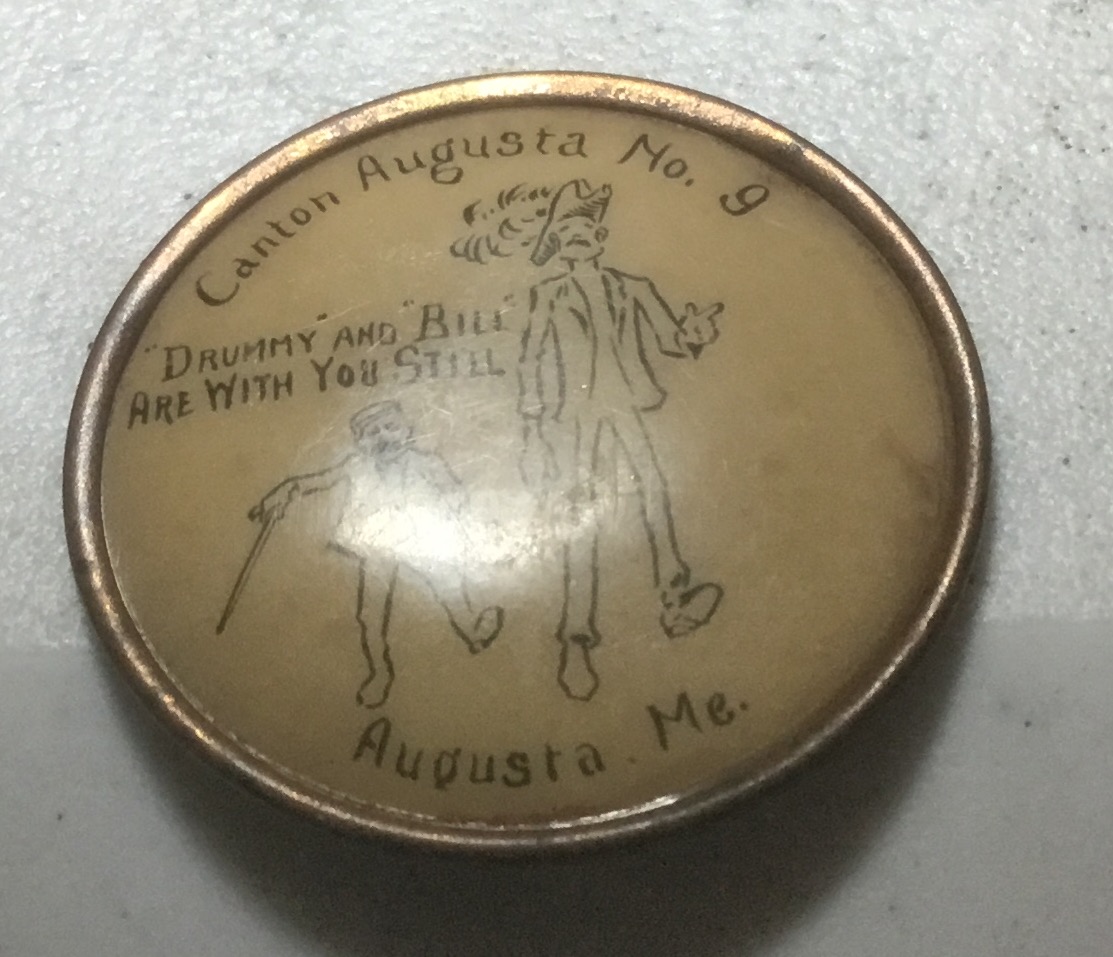 Canton Augusta No. 9
"DRUMMY" AND "BILL"
ARE WITH YOU STILL
Augusta. Me.